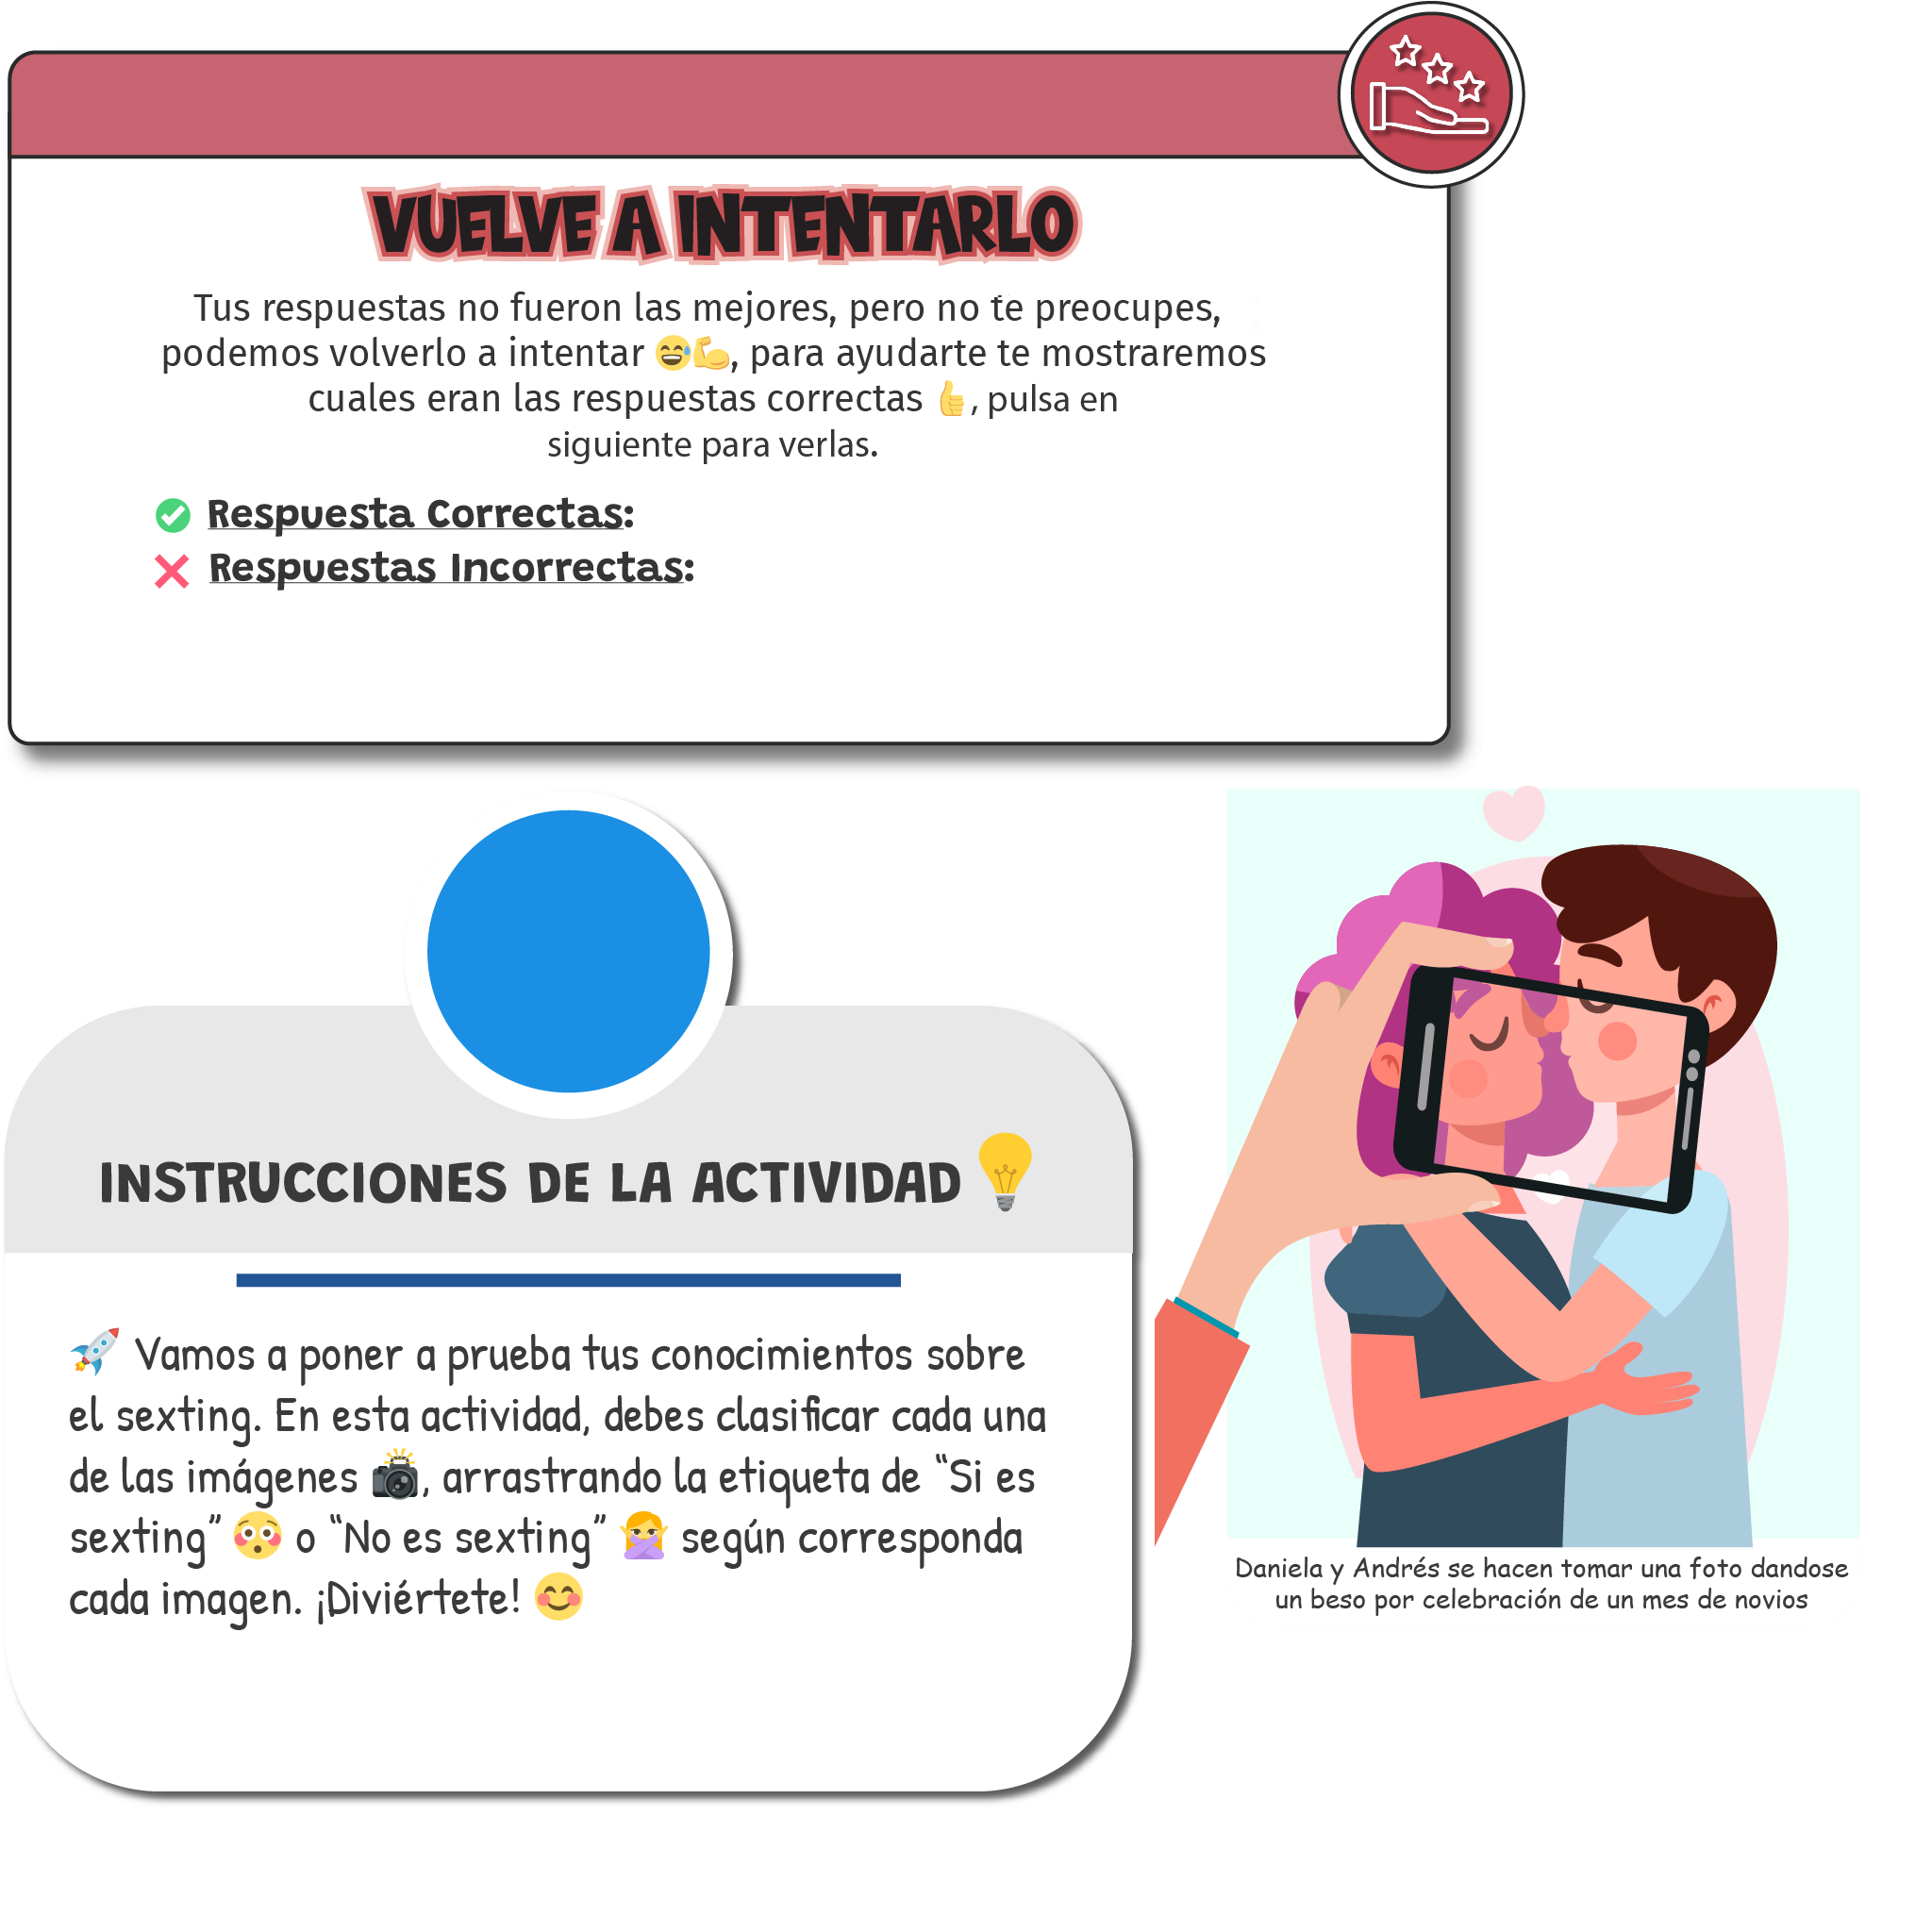 VUELVE A INTENTARLO
Tus respuestas no fueron las mejores, pero no te preocupes,
podemos volverlo a intentar 😅💪, para ayudarte te mostraremos
cuales eran las respuestas correctas 👍, pulsa en
siguiente para verlas.
Respuesta Correctas:
Respuestas Incorrectas:
INSTRUCCIONES DE LA ACTIVIDAD
🚀 Vamos a poner a prueba tus conocimientos sobre
el sexting. En esta actividad, debes clasificar cada una
de las imágenes 📸, arrastrando la etiqueta de “Si es
sexting” 😳 o “No es sexting” 🙅‍♀️ según corresponda
cada imagen. ¡Diviértete! 😊
Daniela y Andrés se hacen tomar una foto dandose
un beso por celebración de un mes de novios